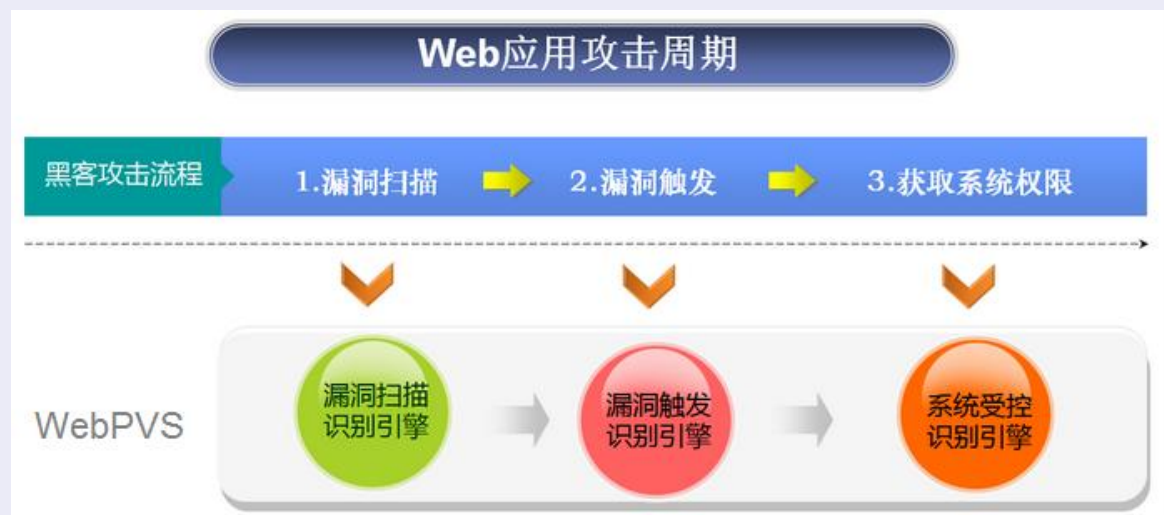 Web应用攻击周期
黑客攻击流程
1.漏洞扫描
2.漏洞触发
3.获取系统权限
WebPVS
漏洞扫描
识别引擎
漏洞触发
识别引擎
系统受控
识别引擎